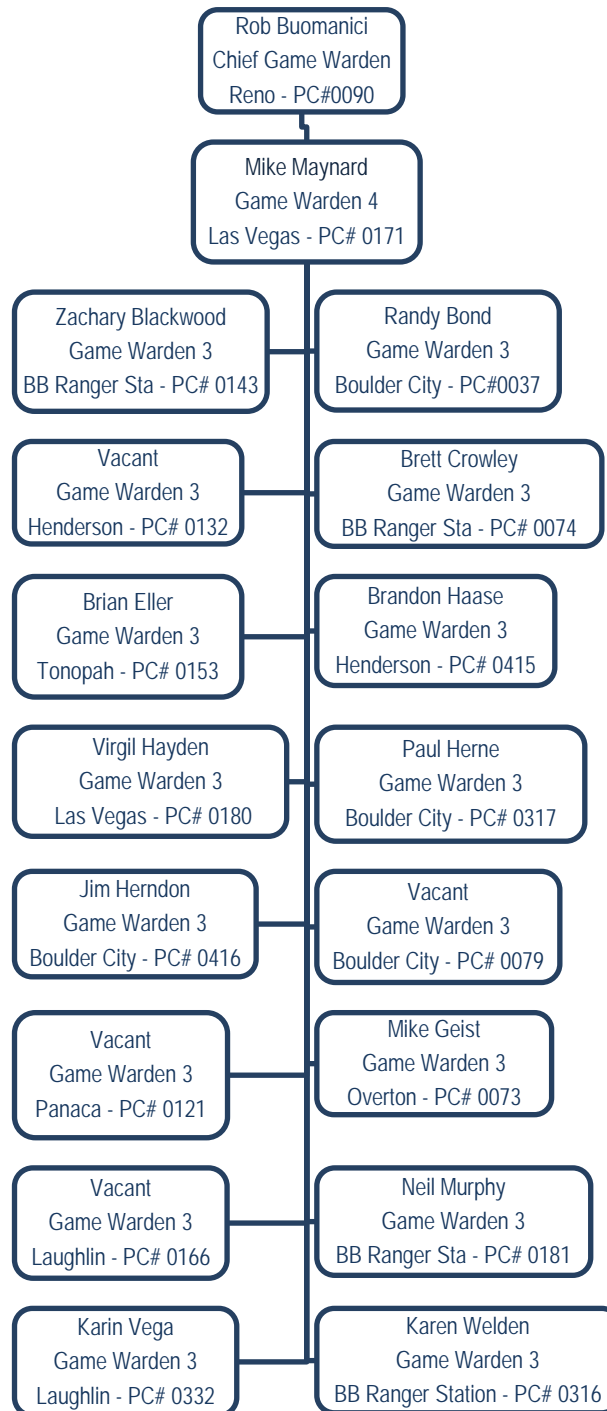 Rob Buomanici
Chief Game Warden
Reno - PC#0090
Mike Maynard
Game Warden 4
Las Vegas - PC# 0171
Zachary Blackwood
Game Warden 3
BB Ranger Sta - PC# 0143
Randy Bond
Game Warden 3
Boulder City - PC#0037
Vacant
Game Warden 3
Henderson - PC# 0132
Brett Crowley
Game Warden 3
BB Ranger Sta - PC# 0074
Brian Eller
Game Warden 3
Tonopah - PC# 0153
Brandon Haase
Game Warden 3
Henderson - PC# 0415
Virgil Hayden
Game Warden 3
Las Vegas - PC# 0180
Paul Herne
Game Warden 3
Boulder City - PC# 0317
Jim Herndon
Game Warden 3
Boulder City - PC# 0416
Vacant
Game Warden 3
Boulder City - PC# 0079
Vacant
Game Warden 3
Panaca - PC# 0121
Mike Geist
Game Warden 3
Overton - PC# 0073
Vacant
Game Warden 3
Laughlin - PC# 0166
Neil Murphy
Game Warden 3
BB Ranger Sta - PC# 0181
Karin Vega
Game Warden 3
Laughlin - PC# 0332
Karen Welden
Game Warden 3
BB Ranger Station - PC# 0316